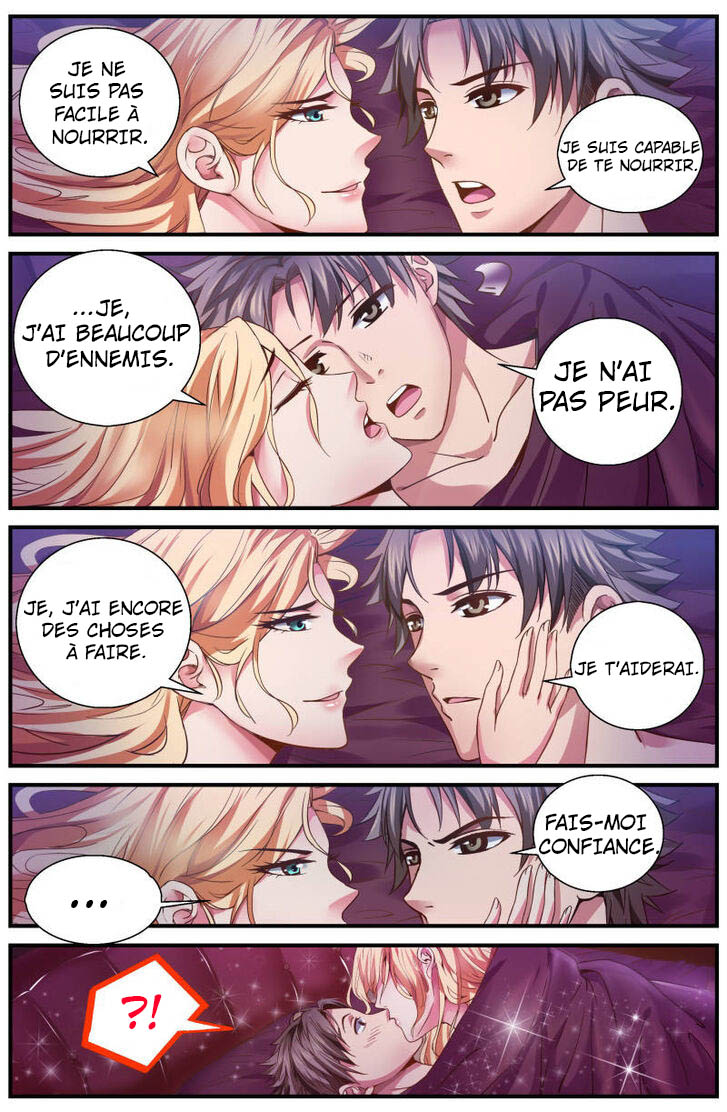 JE NE
SUIS PAS
FACILE À
NOURRIR.
JE SUIS CAPABLE
DE TE NOURRIR.
...JE,
J'AI BEAUCOUP
D'ENNEMIS.
JE N'AI
PAS PEUR.
JE, J'AI ENCORE
DES CHOSES
À FAIRE.
JE T'AIDERAI.
FAIS-MOI
CONFIANCE.
...
?!